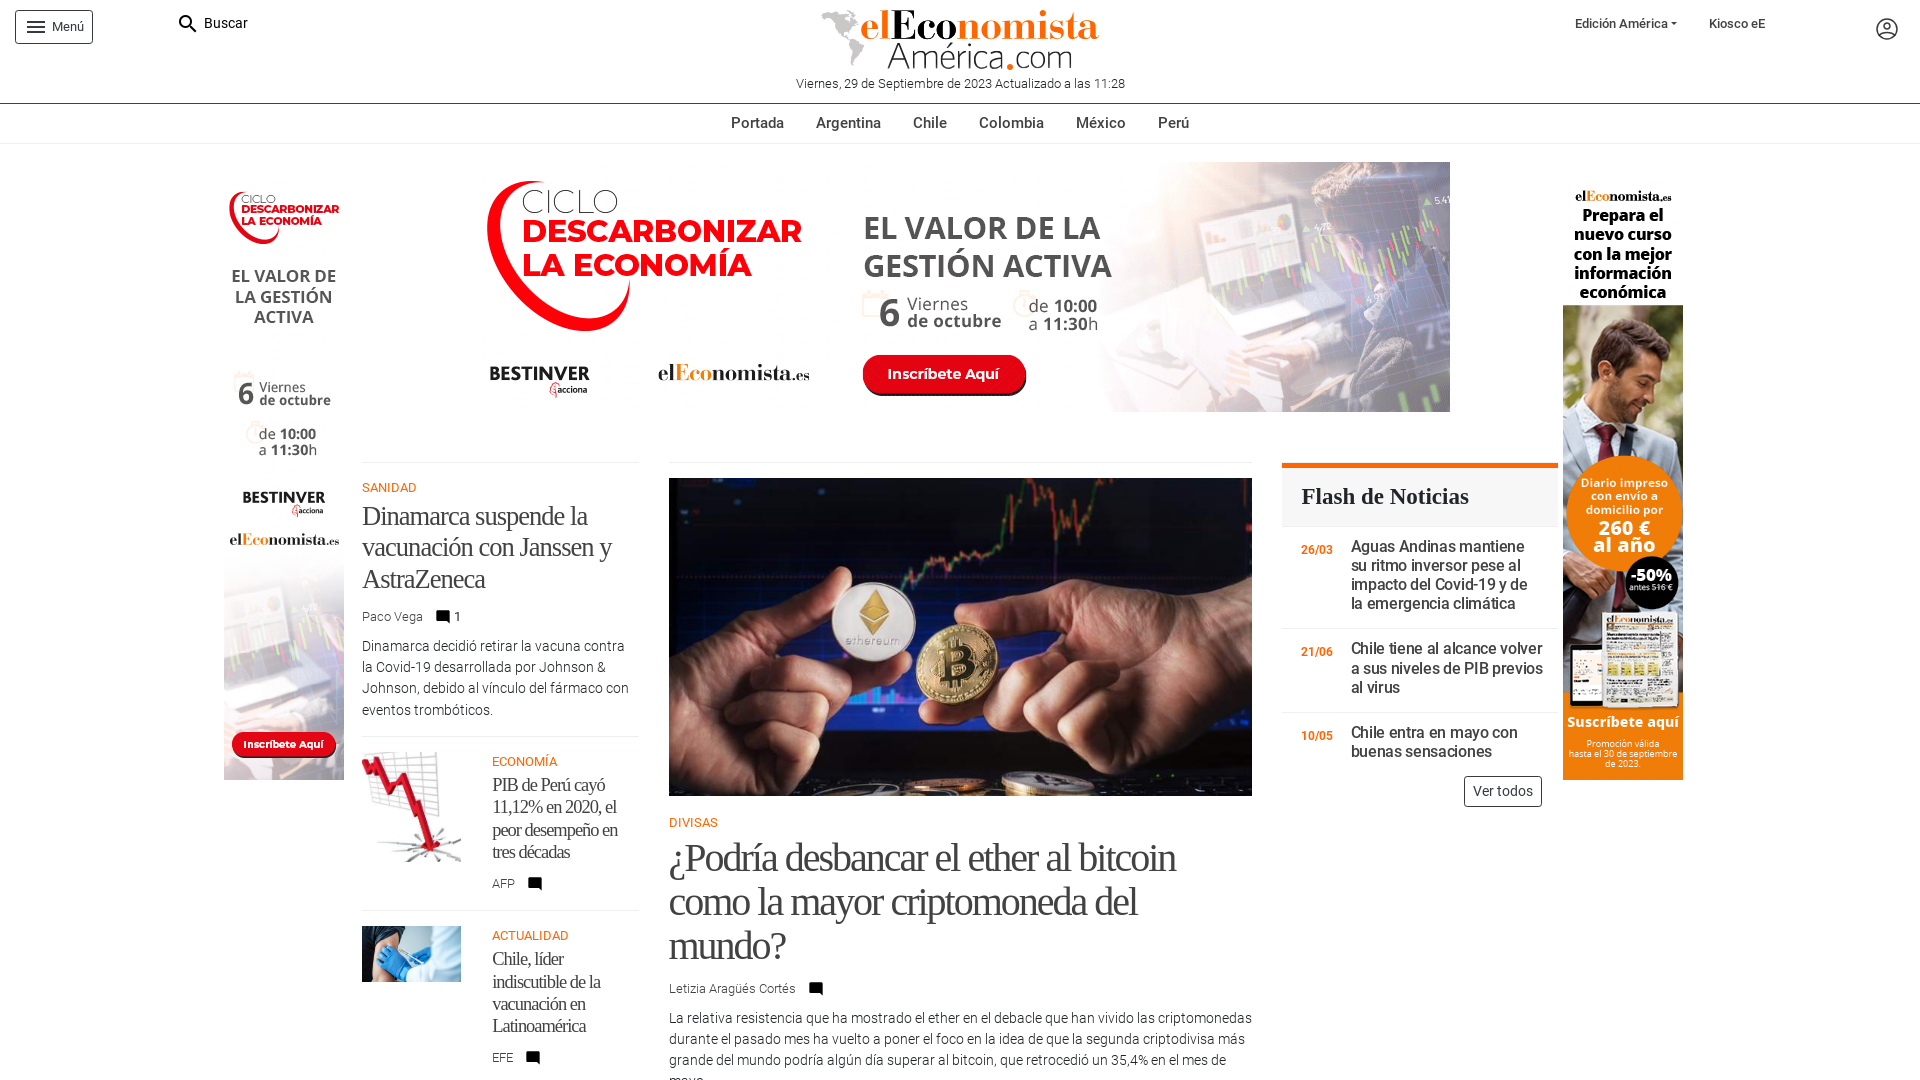 Menú
Buscar
elEconomista
América.com
Viernes, 29 de Septiembre de 2023 Actualizado a las 11:28
Edición América
Kiosco eE
Portada
Argentina
Chile
Colombia
México
Perú
CICLO
DESCARBONIZAR
LA ECONOMÍA
EL VALOR DE
LA GESTIÓN
ACTIVA
6 Viernes
de octubre
de 10:00
a 11:30h
BESTINVER
acciona
elEconomista.es
Inscríbete Aquí
CICLO
DESCARBONIZAR
LA ECONOMÍA
BESTINVER
acciona
elEconomista.es
EL VALOR DE LA
GESTIÓN ACTIVA
6 Viernes
de octubre
de 10:00
a 11:30h
Inscríbete Aquí
elEconomista.es
Prepara el
nuevo curso
con la mejor
información
económica
Diario impreso
con envío a
domicilio por
260 €
al año
-50%
antes 516 €
elEconomista.es
Suscríbete aquí
Promoción válida
hasta el 30 de septiembre
de 2023.
SANIDAD
Dinamarca suspende la
vacunación con Janssen y
AstraZeneca
Paco Vega 1
Dinamarca decidió retirar la vacuna contra
la Covid-19 desarrollada por Johnson &
Johnson, debido al vínculo del fármaco con
eventos trombóticos.
ECONOMÍA
PIB de Perú cayó
11,12% en 2020, el
peor desempeño en
tres décadas
AFP
ACTUALIDAD
Chile, líder
indiscutible de la
vacunación en
Latinoamérica
EFE
ethereum
DIVISAS
¿Podría desbancar el ether al bitcoin
como la mayor criptomoneda del
mundo?
Letizia Aragüés Cortés
La relativa resistencia que ha mostrado el ether en el debacle que han vivido las criptomonedas
durante el pasado mes ha vuelto a poner el foco en la idea de que la segunda criptodivisa más
grande del mundo podría algún día superar al bitcoin, que retrocedió un 35,4% en el mes de
mayo
Flash de Noticias
26/03 Aguas Andinas mantiene
su ritmo inversor pese al
impacto del Covid-19 y de
la emergencia climática
21/06 Chile tiene al alcance volver
a sus niveles de PIB previos
al virus
10/05 Chile entra en mayo con
buenas sensaciones
Ver todos